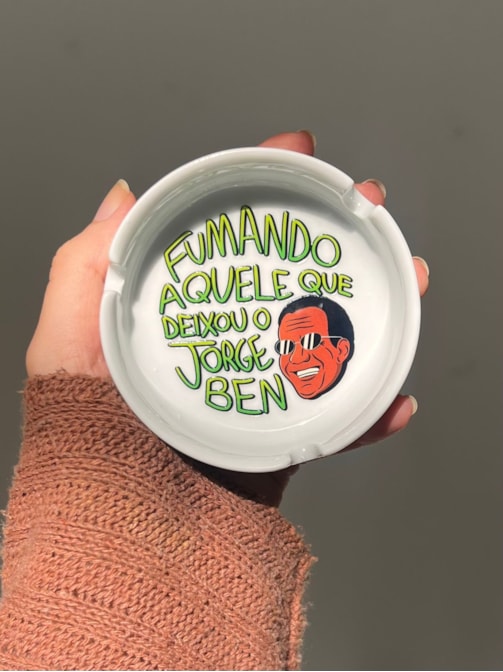 FUMANDO
AQUELE QUE
DEIXOU O
JORGE
BEN